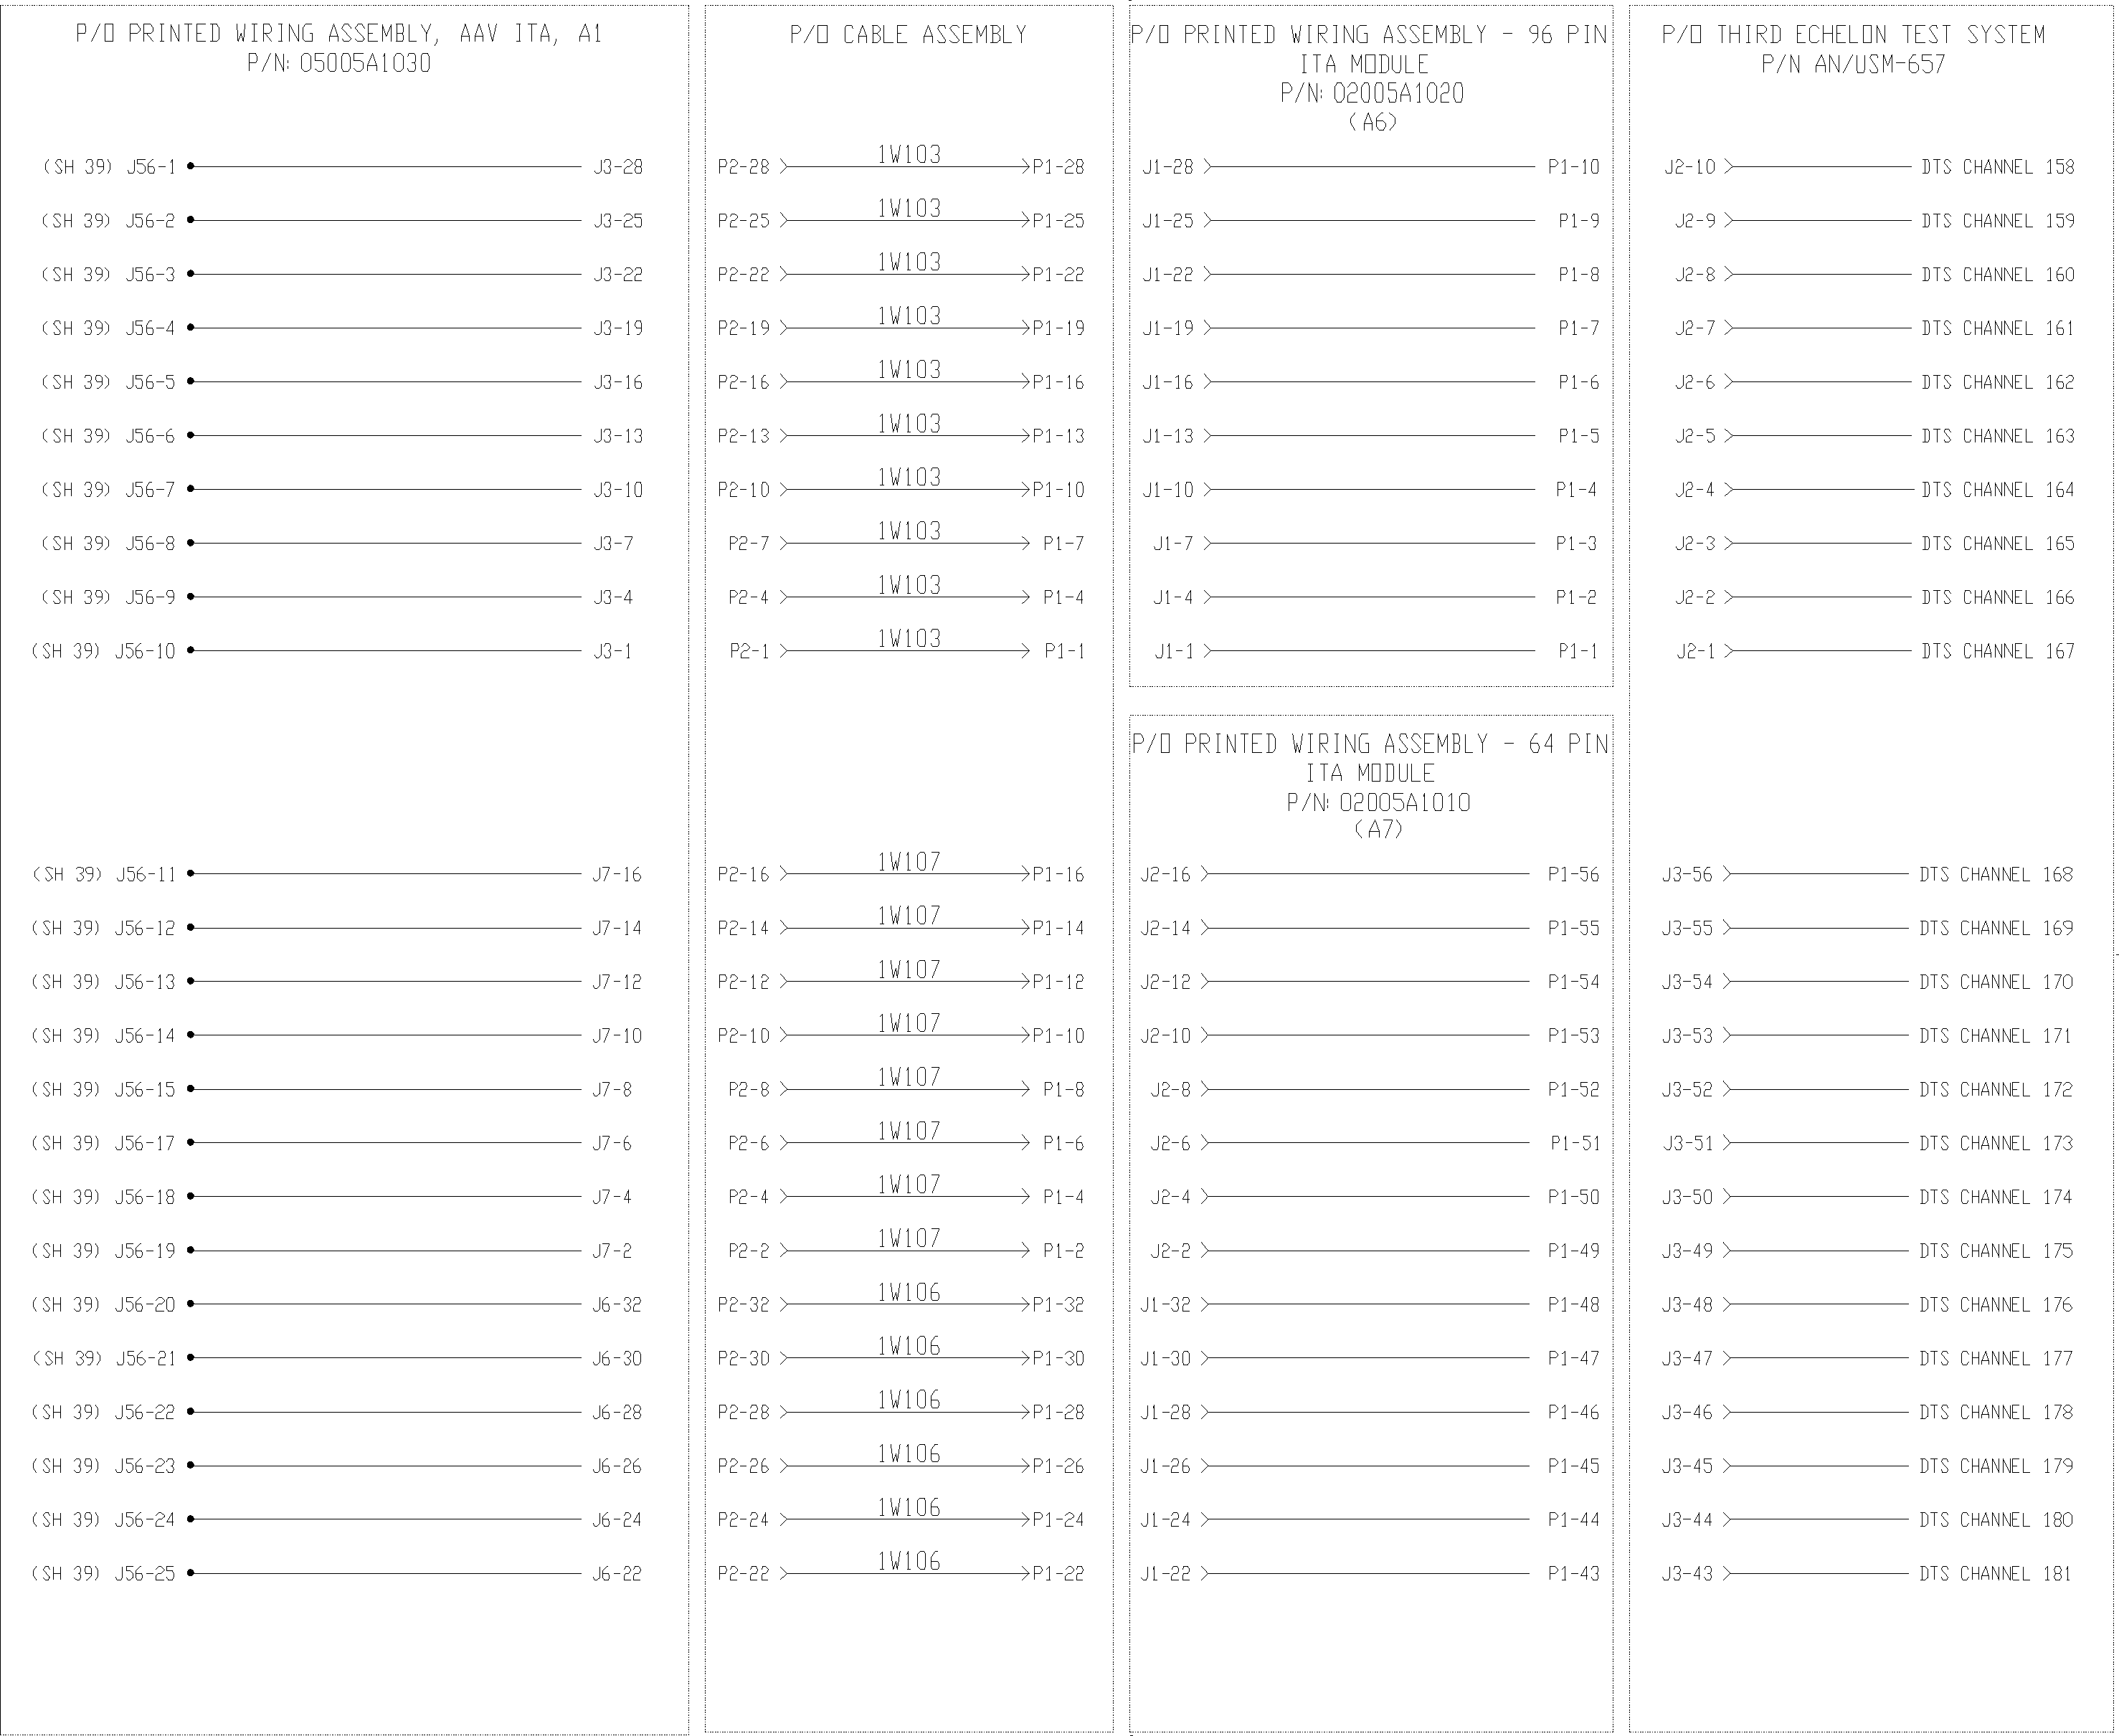 P/O PRINTED WIRING ASSEMBLY, AAV ITA, A1
P/N: 05005A1030
P/O CABLE ASSEMBLY
P/O PRINTED WIRING ASSEMBLY - 96 PIN
ITA MODULE
P/N: 02005A1020
(A6)
P/O THIRD ECHELON TEST SYSTEM
P/N AN/USM-657
(SH 39) J56-1 J3-28 P2-28 1W103 P1-28 J1-28 P1-10 J2-10 DTS CHANNEL 158
(SH 39) J56-2 J3-25 P2-25 1W103 P1-25 J1-25 P1-9 J2-9 DTS CHANNEL 159
(SH 39) J56-3 J3-22 P2-22 1W103 P1-22 J1-22 P1-8 J2-8 DTS CHANNEL 160
(SH 39) J56-4 J3-19 P2-19 1W103 P1-19 J1-19 P1-7 J2-7 DTS CHANNEL 161
(SH 39) J56-5 J3-16 P2-16 1W103 P1-16 J1-16 P1-6 J2-6 DTS CHANNEL 162
(SH 39) J56-6 J3-13 P2-13 1W103 P1-13 J1-13 P1-5 J2-5 DTS CHANNEL 163
(SH 39) J56-7 J3-10 P2-10 1W103 P1-10 J1-10 P1-4 J2-4 DTS CHANNEL 164
(SH 39) J56-8 J3-7 P2-7 1W103 P1-7 J1-7 P1-3 J2-3 DTS CHANNEL 165
(SH 39) J56-9 J3-4 P2-4 1W103 P1-4 J1-4 P1-2 J2-2 DTS CHANNEL 166
(SH 39) J56-10 J3-1 P2-1 1W103 P1-1 J1-1 P1-1 J2-1 DTS CHANNEL 167
P/O PRINTED WIRING ASSEMBLY - 64 PIN
ITA MODULE
P/N: 02005A1010
(A7)
(SH 39) J56-11 J7-16 P2-16 1W107 P1-16 J2-16 P1-56 J3-56 DTS CHANNEL 168
(SH 39) J56-12 J7-14 P2-14 1W107 P1-14 J2-14 P1-55 J3-55 DTS CHANNEL 169
(SH 39) J56-13 J7-12 P2-12 1W107 P1-12 J2-12 P1-54 J3-54 DTS CHANNEL 170
(SH 39) J56-14 J7-10 P2-10 1W107 P1-10 J2-10 P1-53 J3-53 DTS CHANNEL 171
(SH 39) J56-15 J7-8 P2-8 1W107 P1-8 J2-8 P1-52 J3-52 DTS CHANNEL 172
(SH 39) J56-17 J7-6 P2-6 1W107 P1-6 J2-6 P1-51 J3-51 DTS CHANNEL 173
(SH 39) J56-18 J7-4 P2-4 1W107 P1-4 J2-4 P1-50 J3-50 DTS CHANNEL 174
(SH 39) J56-19 J7-2 P2-2 1W107 P1-2 J2-2 P1-49 J3-49 DTS CHANNEL 175
(SH 39) J56-20 J6-32 P2-32 1W106 P1-32 J1-32 P1-48 J3-48 DTS CHANNEL 176
(SH 39) J56-21 J6-30 P2-30 1W106 P1-30 J1-30 P1-47 J3-47 DTS CHANNEL 177
(SH 39) J56-22 J6-28 P2-28 1W106 P1-28 J1-28 P1-46 J3-46 DTS CHANNEL 178
(SH 39) J56-23 J6-26 P2-26 1W106 P1-26 J1-26 P1-45 J3-45 DTS CHANNEL 179
(SH 39) J56-24 J6-24 P2-24 1W106 P1-24 J1-24 P1-44 J3-44 DTS CHANNEL 180
(SH 39) J56-25 J6-22 P2-22 1W106 P1-22 J1-22 P1-43 J3-43 DTS CHANNEL 181